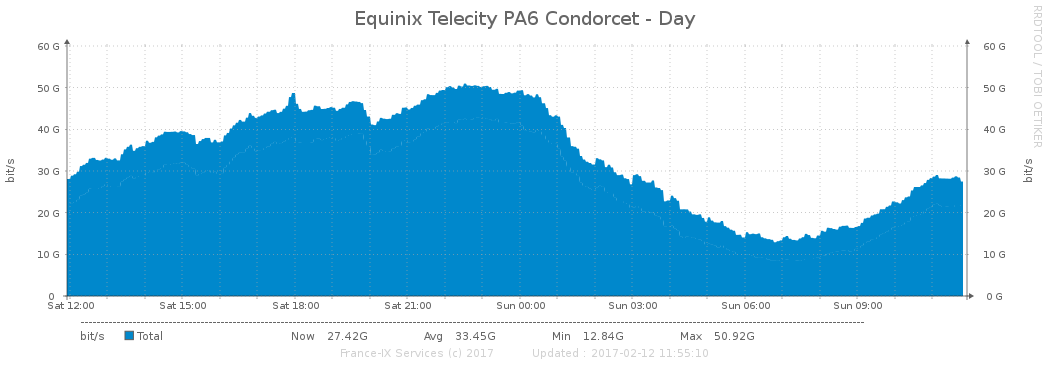 Equinix Telecity PA6 Condorcet - Day
RRDTOOL / TOBI OETIKER
60 G 60 G
50 G 50 G
40 G 40 G
30 G 30 G
20 G 20 G
10 G 10 G
0 0 G
bit/s
bit/s
Sat 12:00 Sat 15:00 Sat 18:00 Sat 21:00 Sun 00:00 Sun 03:00 Sun 06:00 Sun 09:00
bit/s Total Now 27.42G Avg 33.45G Min 12.84G Max 50.92G
France-IX Services (c) 2017 Updated : 2017-02-12 11:55:10